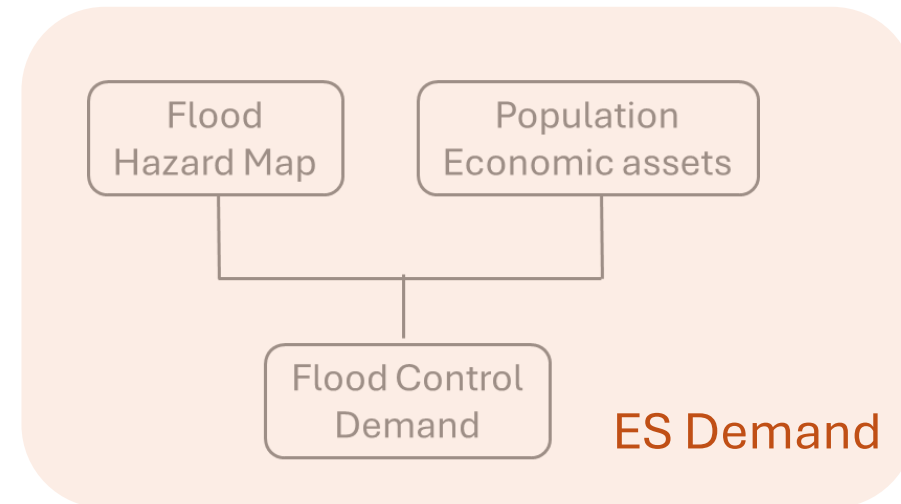 Flood
Hazard Map
Population
Economic assets
Flood Control
Demand
ES Demand